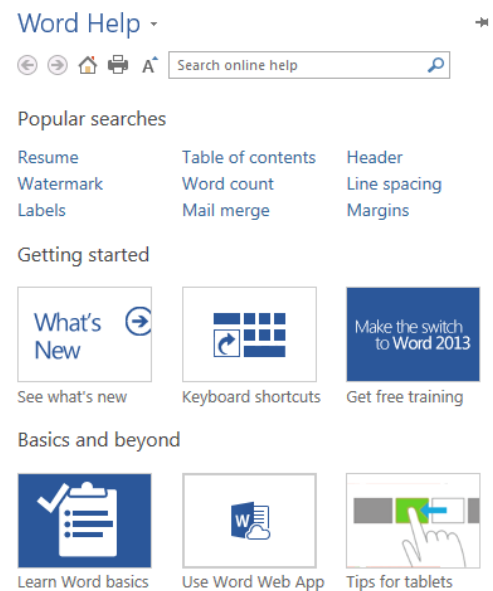 Word Help
A
Search online help
Popular searches
Resume Table of contents Header
Watermark Word count Line spacing
Labels Mail merge Margins
Getting started
What's
New
Make the switch
to Word 2013
See what's new Keyboard shortcuts Get free training
Basics and beyond
W
Learn Word basics Use Word Web App Tips for tablets